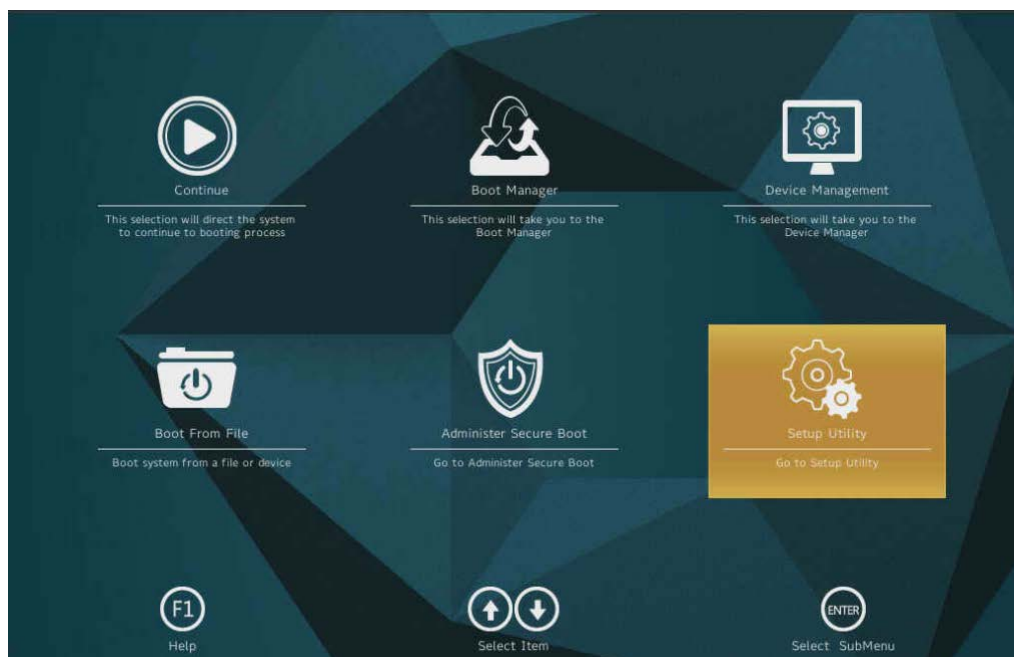 Continue
This selection will direct the system
to continue to booting process
Boot Manager
This selection will take you to the
Boot Manager
Device Management
This selection will take you to the
Device Manager
Boot From File
Boot system from a file or device
Administer Secure Boot
Go to Administer Secure Boot
Setup Utility
Go to Setup Utility
F1
Help
Select Item
ENTER
Select SubMenu